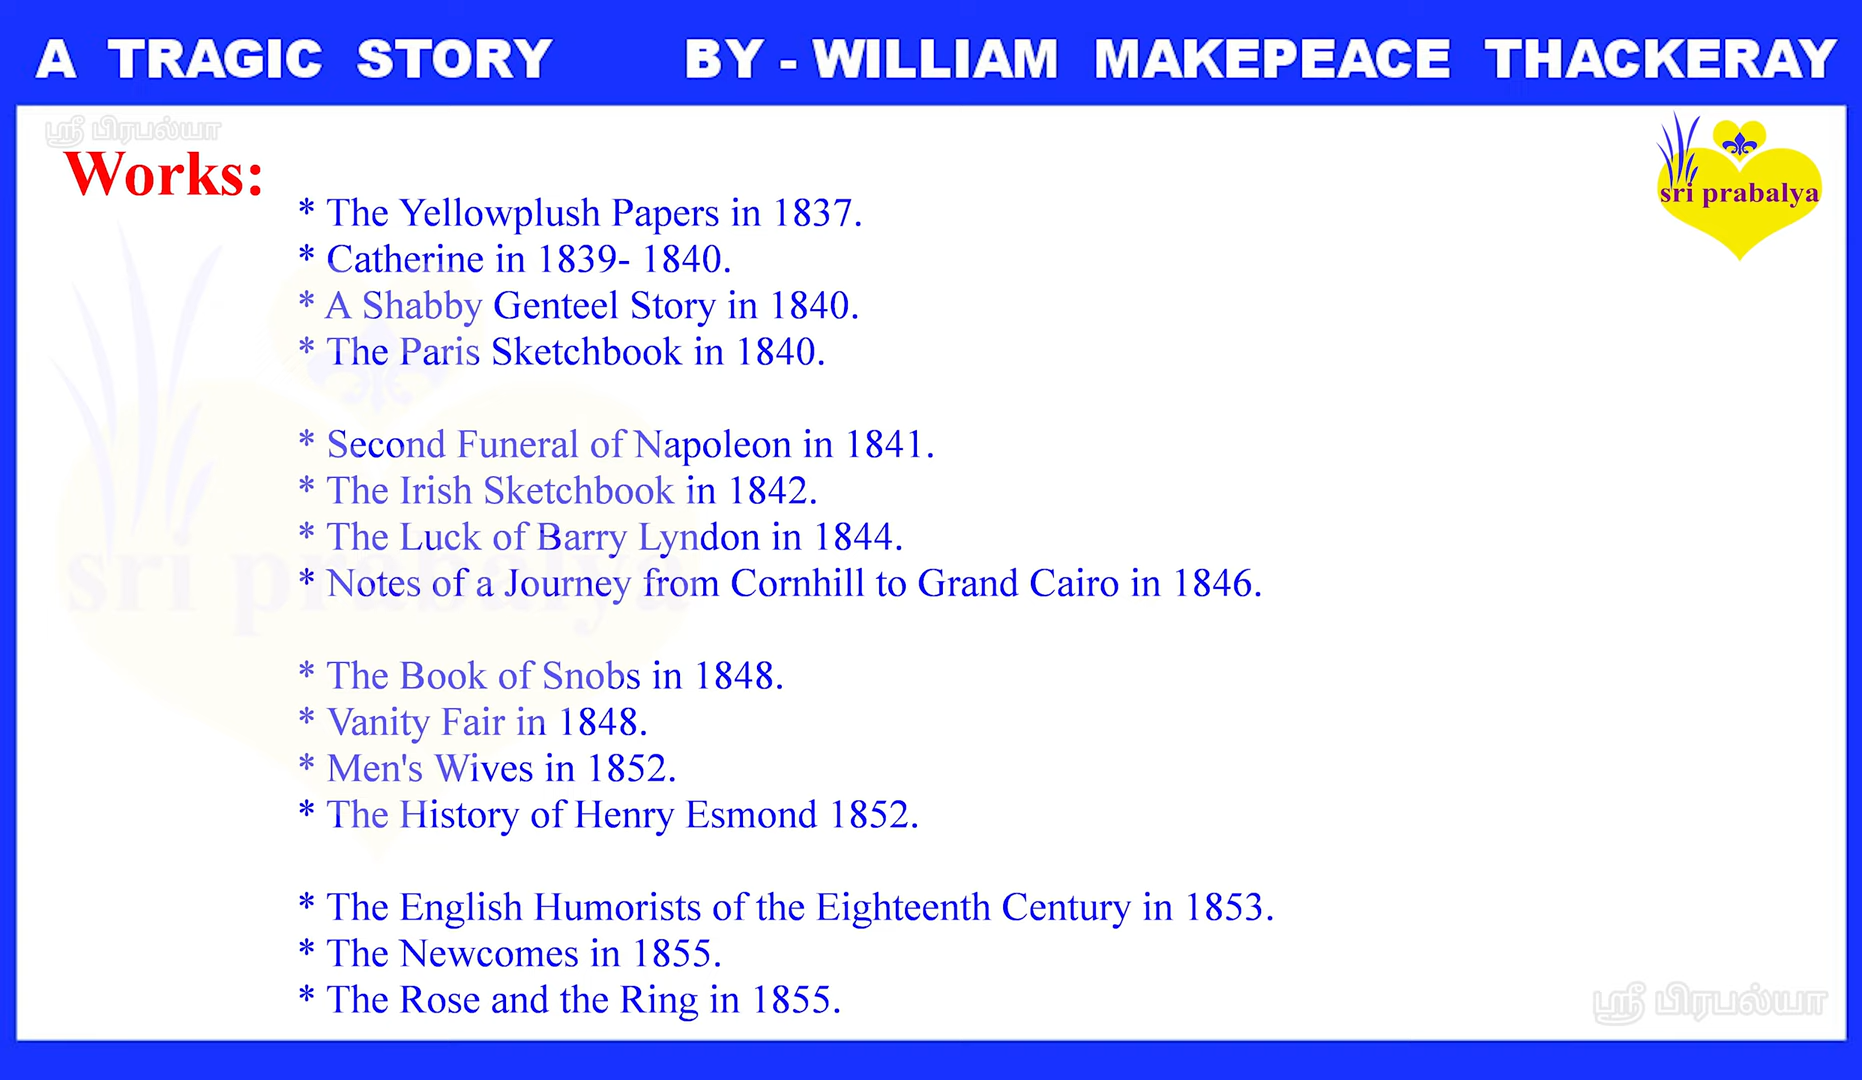 A TRAGIC STORY BY - WILLIAM MAKEPEACE THACKERAY
ஸ்ரீ பிரபல்யா
Works:
sri prabalya
* The Yellowplush Papers in 1837.
* Catherine in 1839- 1840.
* A Shabby Genteel Story in 1840.
* The Paris Sketchbook in 1840.
* Second Funeral of Napoleon in 1841.
* The Irish Sketchbook in 1842.
* The Luck of Barry Lyndon in 1844.
sri prabalya
* Notes of a Journey from Cornhill to Grand Cairo in 1846.
* The Book of Snobs in 1848.
* Vanity Fair in 1848.
* Men's Wives in 1852.
* The History of Henry Esmond 1852.
* The English Humorists of the Eighteenth Century in 1853.
* The Newcomes in 1855.
* The Rose and the Ring in 1855.
ஸ்ரீ பிரபல்யா